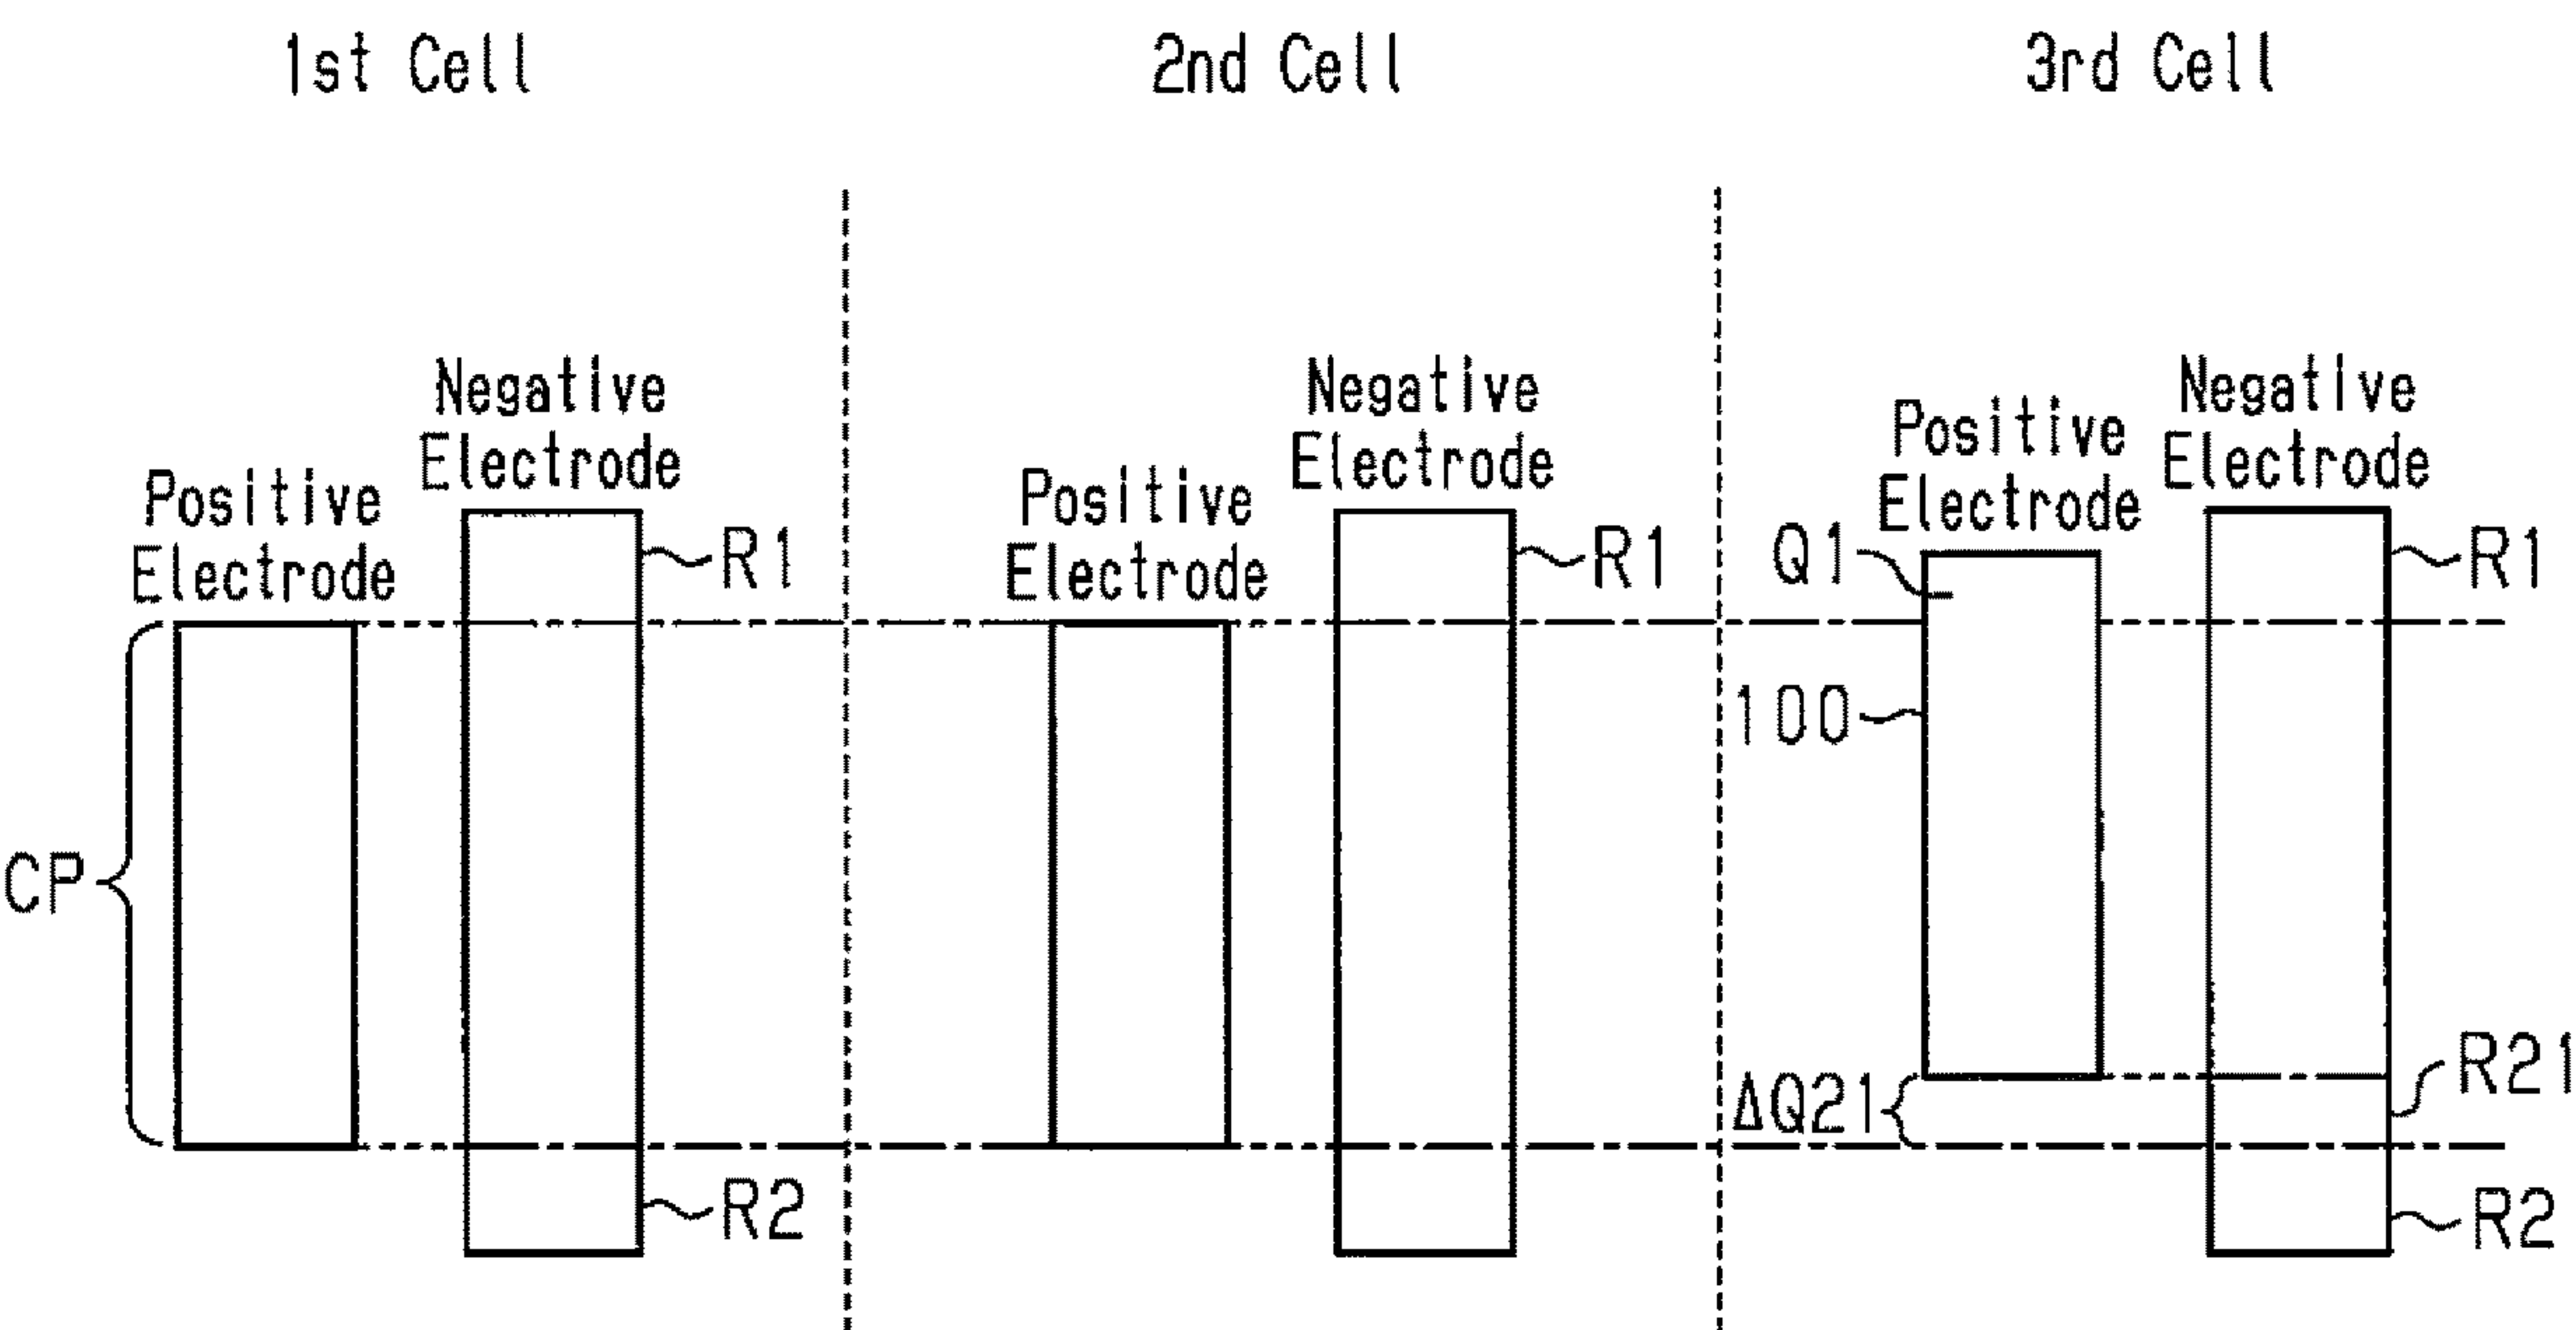 1st Cell
2nd Cell
3rd Cell
Positive
Electrode
Negative
Electrode
R1
CP
R2
Positive
Electrode
Negative
Electrode
R1
Positive
Electrode
Negative
Electrode
Q1
R1
100
ΔQ21
R21
R2